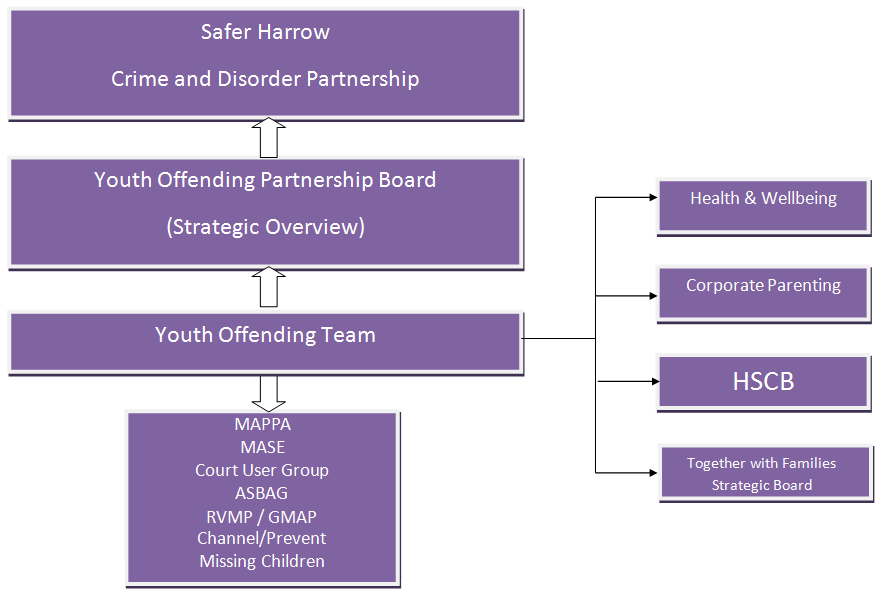 Safer Harrow
Crime and Disorder Partnership
Youth Offending Partnership Board
(Strategic Overview)
Youth Offending Team
MAPPA
MASE
Court User Group
ASBAG
RVMP / GMAP
Channel/Prevent
Missing Children
Health & Wellbeing
Corporate Parenting
HSCB
Together with Families
Strategic Board